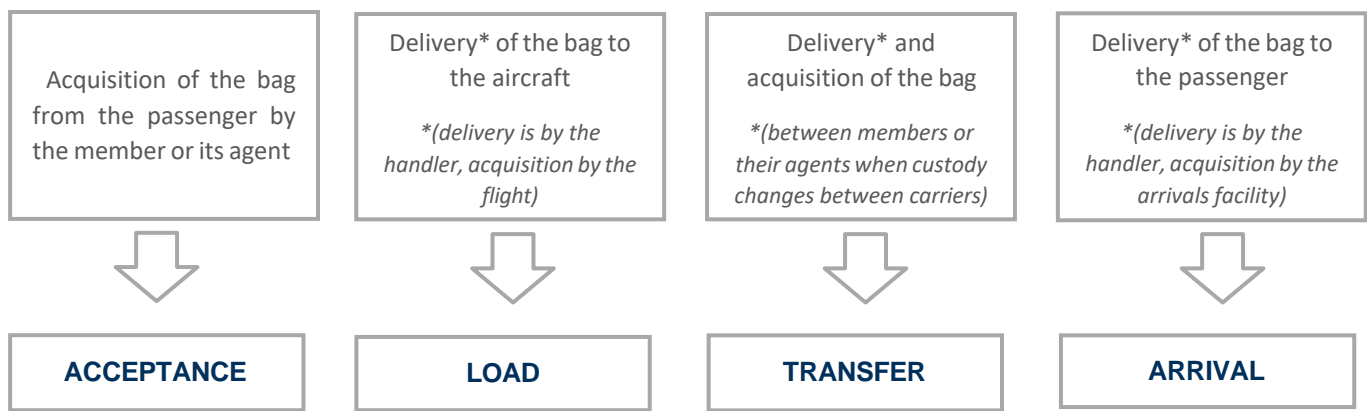 Acquisition of the bag
from the passenger by
the member or its agent
Delivery* of the bag to
the aircraft
*(delivery is by the
handler, acquisition by the
flight)
Delivery* and
acquisition of the bag
*(between members or
their agents when custody
changes between carriers)
Delivery* of the bag to
the passenger
*(delivery is by the
handler, acquisition by the
arrivals facility)
ACCEPTANCE
LOAD
TRANSFER
ARRIVAL